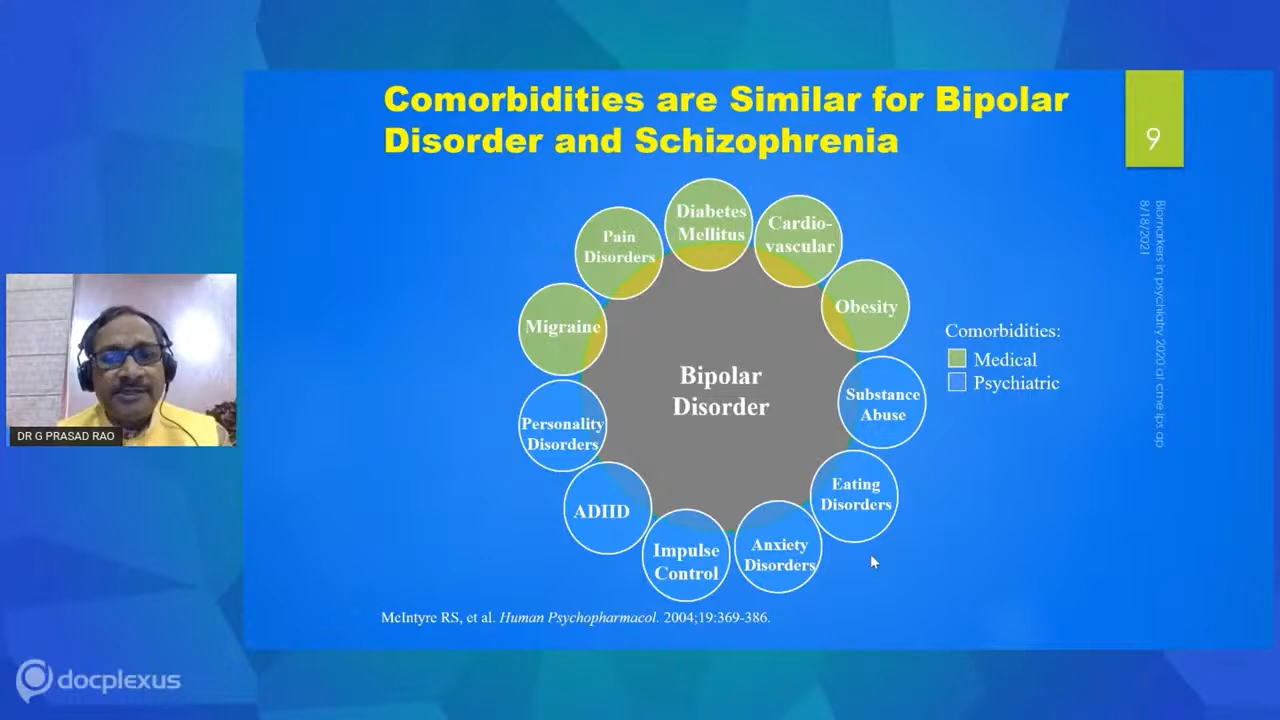 Comorbidities are Similar for Bipolar
Disorder and Schizophrenia
9
Biomarkers in psychiatry 2020 at cme ips ap
8/18/2021
Diabetes
Mellitus
Cardio-
vascular
Pain
Disorders
Obesity
Migraine
Comorbidities:
Medical
Psychiatric
Bipolar
Disorder
Substance
Abuse
Personality
Disorders
Eating
Disorders
ADHD
Impulse
Control
Anxiety
Disorders
McIntyre RS, et al. Human Psychopharmacol. 2004;19:369-386.
DR G PRASAD RAO
docplexus